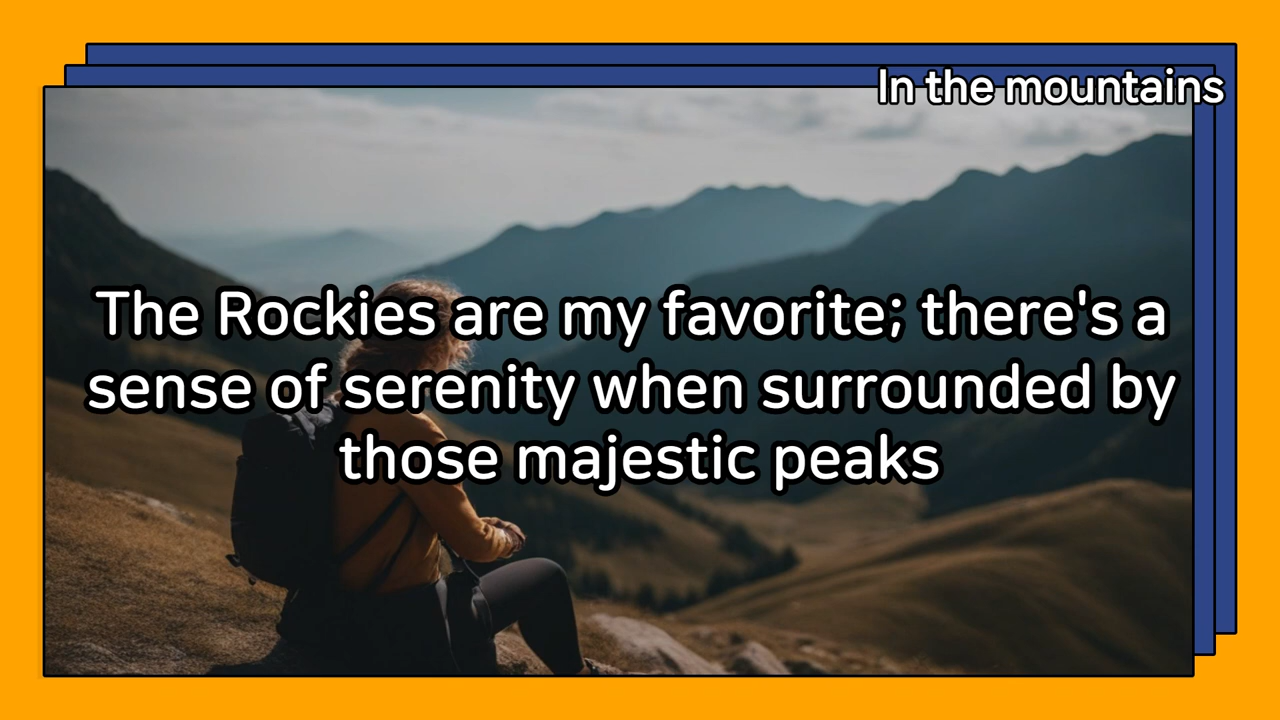 In the mountains
The Rockies are my favorite; there's a
sense of serenity when surrounded by
those majestic peaks